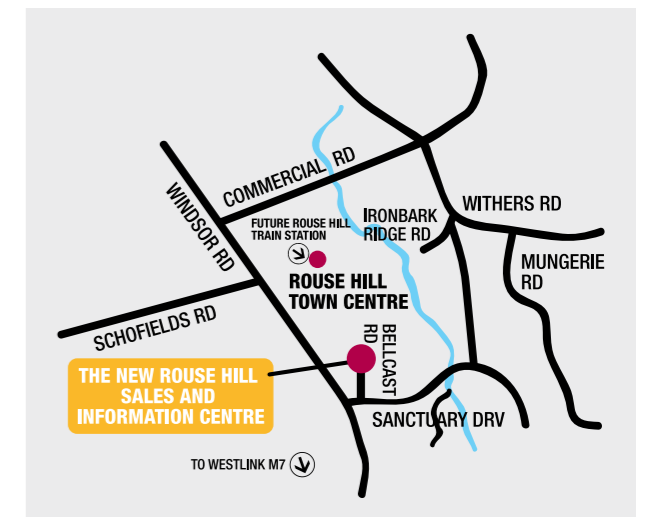 COMMERCIAL RD
WINDSOR RD
FUTURE ROUSE HILL
TRAIN STATION
IRONBARK
RIDGE RD
WITHERS RD
MUNGERIE
RD
ROUSE HILL
TOWN CENTRE
SCHOFIELDS RD
BELLCAST
RD
THE NEW ROUSE HILL
SALES AND
INFORMATION CENTRE
SANCTUARY DRV
TO WESTLINK M7